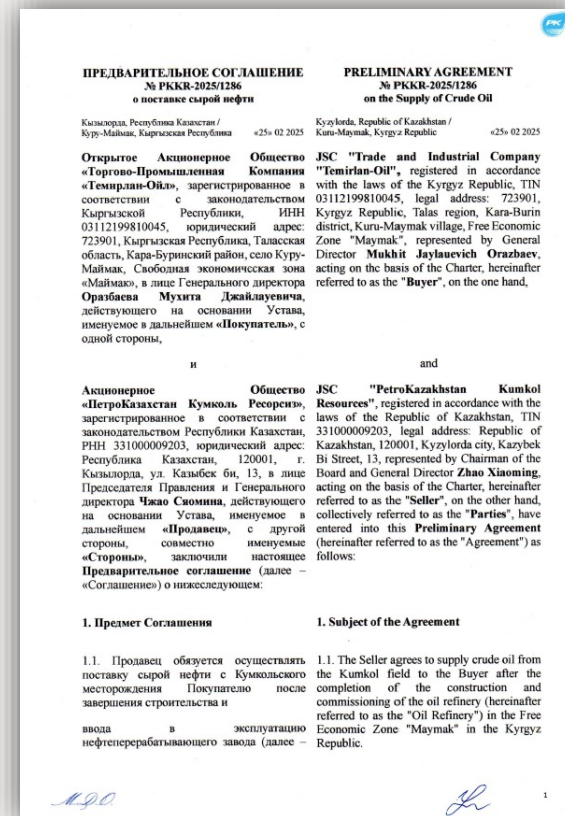 PK
ПРЕДВАРИТЕЛЬНОЕ СОГЛАШЕНИЕ
№ PKKR-2025/1286
о поставке сырой нефти
Кызылорда, Республика Казахстан /
Куру-Маймак, Кыргызская Республика «25» 02 2025
Открытое Акционерное Общество
«Торгово-Промышленная Компания
«Темирлан-Ойл», зарегистрированное в
соответствии с законодательством
Кыргызской Республики, ИНН
03112199810045, юридический адрес:
723901, Кыргызская Республика, Таласская
область, Кара-Буринский район, село Куру-
Маймак, Свободная экономическая зона
«Маймак», в лице Генерального директора
Оразбаева Мухита Джайлауевича,
действующего на основании Устава,
именуемое в дальнейшем «Покупатель», с
одной стороны,
и
Акционерное Общество
«ПетроКазахстан Кумколь Ресорсиз»,
зарегистрированное в соответствии с
законодательством Республики Казахстан,
РНН 331000009203, юридический адрес:
Республика Казахстан, 120001, г.
Кызылорда, ул. Казыбек би, 13, в лице
Председателя Правления и Генерального
директора Чжао Сяомина, действующего
на основании Устава, именуемое в
дальнейшем «Продавец», с другой
стороны, совместно именуемые
«Стороны», заключили настоящее
Предварительное соглашение (далее –
«Соглашение») о нижеследующем:
1. Предмет Соглашения
1.1. Продавец обязуется осуществлять
поставку сырой нефти с Кумкольского
месторождения Покупателю после
завершения строительства и
ввода в эксплуатацию
нефтеперерабатывающего завода (далее –
PRELIMINARY AGREEMENT
№ PKKR-2025/1286
on the Supply of Crude Oil
Kyzylorda, Republic of Kazakhstan /
Kuru-Maymak, Kyrgyz Republic «25» 02 2025
JSC "Trade and Industrial Company
"Temirlan-Oil", registered in accordance
with the laws of the Kyrgyz Republic, TIN
03112199810045, legal address: 723901,
Kyrgyz Republic, Talas region, Kara-Burin
district, Kuru-Maymak village, Free Economic
Zone "Maymak", represented by General
Director Mukhit Jaylauevich Orazbaev,
acting on the basis of the Charter, hereinafter
referred to as the "Buyer", on the one hand,
and
JSC "PetroKazakhstan Kumkol
Resources", registered in accordance with the
laws of the Republic of Kazakhstan, TIN
331000009203, legal address: Republic of
Kazakhstan, 120001, Kyzylorda city, Kazybek
Bi Street, 13, represented by Chairman of the
Board and General Director Zhao Xiaoming,
acting on the basis of the Charter, hereinafter
referred to as the "Seller", on the other hand,
collectively referred to as the "Parties", have
entered into this Preliminary Agreement
(hereinafter referred to as the "Agreement") as
follows:
1. Subject of the Agreement
1.1. The Seller agrees to supply crude oil from
the Kumkol field to the Buyer after the
completion of the construction and
commissioning of the oil refinery (hereinafter
referred to as the "Oil Refinery") in the Free
Economic Zone "Maymak" in the Kyrgyz
Republic.
М.Д.О.
1